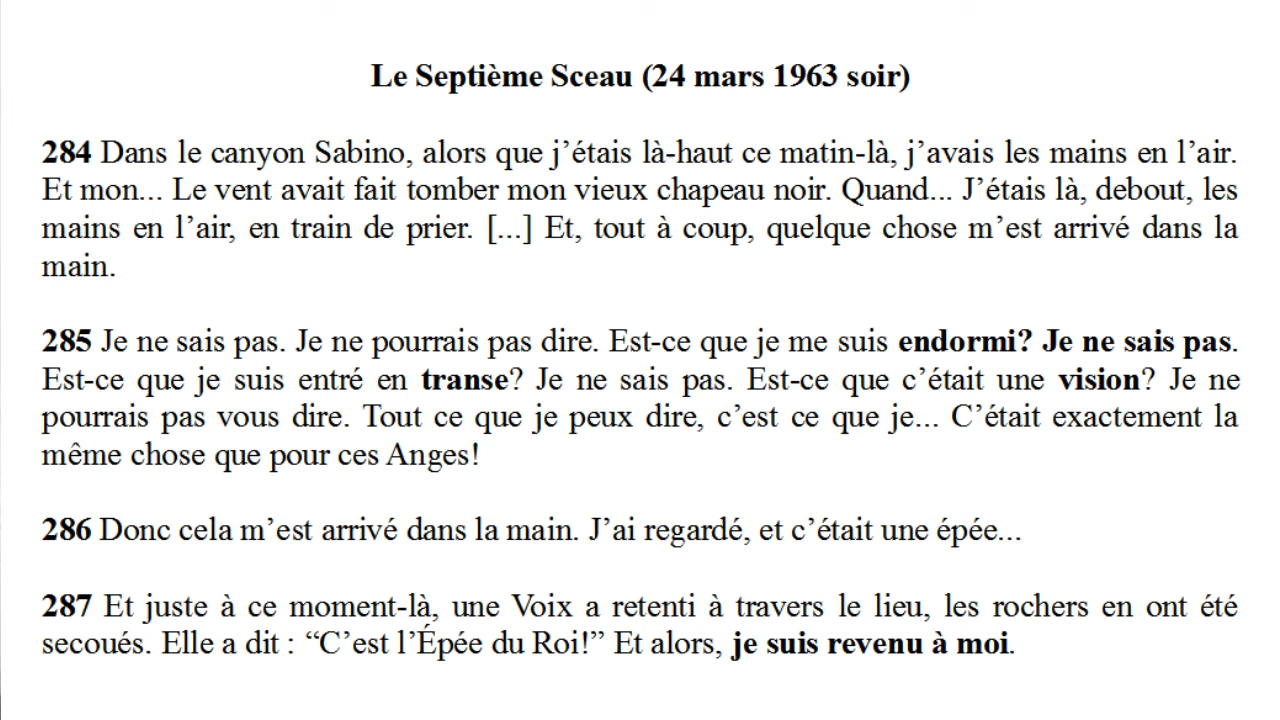 Le Septième Sceau (24 mars 1963 soir)
284 Dans le canyon Sabino, alors que j’étais là-haut ce matin-là, j’avais les mains en l’air.
Et mon... Le vent avait fait tomber mon vieux chapeau noir. Quand... J’étais là, debout, les
mains en l’air, en train de prier. [...] Et, tout à coup, quelque chose m’est arrivé dans la
main.
285 Je ne sais pas. Je ne pourrais pas dire. Est-ce que je me suis endormi? Je ne sais pas.
Est-ce que je suis entré en transe? Je ne sais pas. Est-ce que c’était une vision? Je ne
pourrais pas vous dire. Tout ce que je peux dire, c’est ce que je... C’était exactement la
même chose que pour ces Anges!
286 Donc cela m’est arrivé dans la main. J’ai regardé, et c’était une épée...
287 Et juste à ce moment-là, une Voix a retenti à travers le lieu, les rochers en ont été
secoués. Elle a dit : “C’est l’Épée du Roi!” Et alors, je suis revenu à moi.